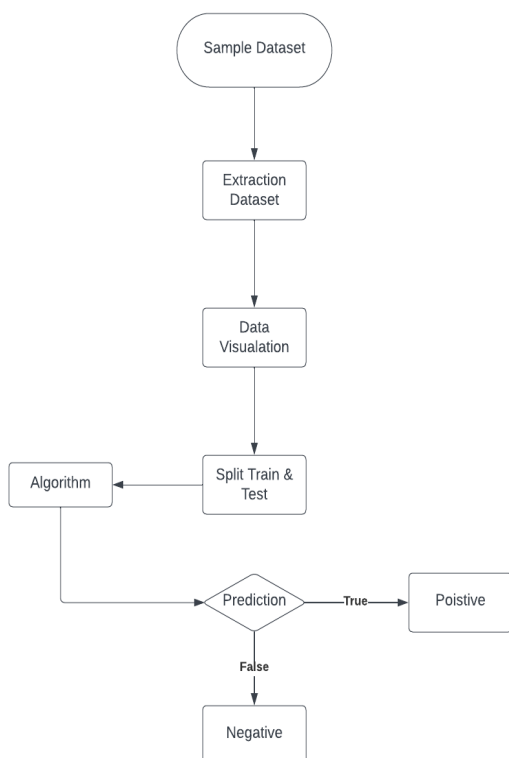 Sample Dataset
Extraction
Dataset
Data
Visualation
Split Train &
Test
Algorithm
Prediction
True
Poistive
False
Negative